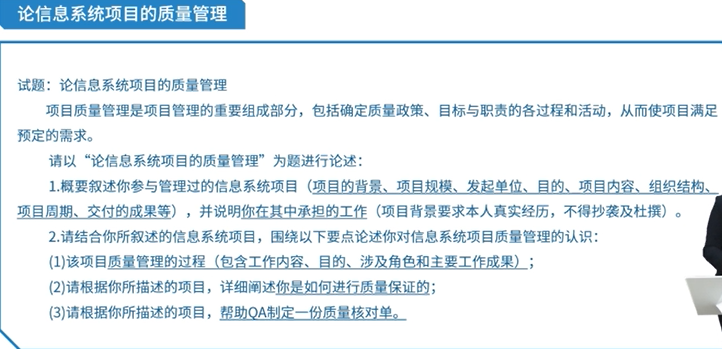 论信息系统项目的质量管理
试题：论信息系统项目的质量管理
项目质量管理是项目管理的重要组成部分，包括确定质量政策、目标与职责的各过程和活动，从而使项目满足
预定的需求。
请以“论信息系统项目的质量管理”为题进行论述：
1.概要叙述你参与管理过的信息系统项目（项目的背景、项目规模、发起单位、目的、项目内容、组织结构、
项目周期、交付的成果等），并说明你在其中承担的工作（项目背景要求本人真实经历，不得抄袭及杜撰）。
2.请结合你所叙述的信息系统项目，围绕以下要点论述你对信息系统项目质量管理的认识：
(1)该项目质量管理的过程（包含工作内容、目的、涉及角色和主要工作成果）；
(2)请根据你所描述的项目，详细阐述你是如何进行质量保证的；
(3)请根据你所描述的项目，帮助QA制定一份质量核对单。